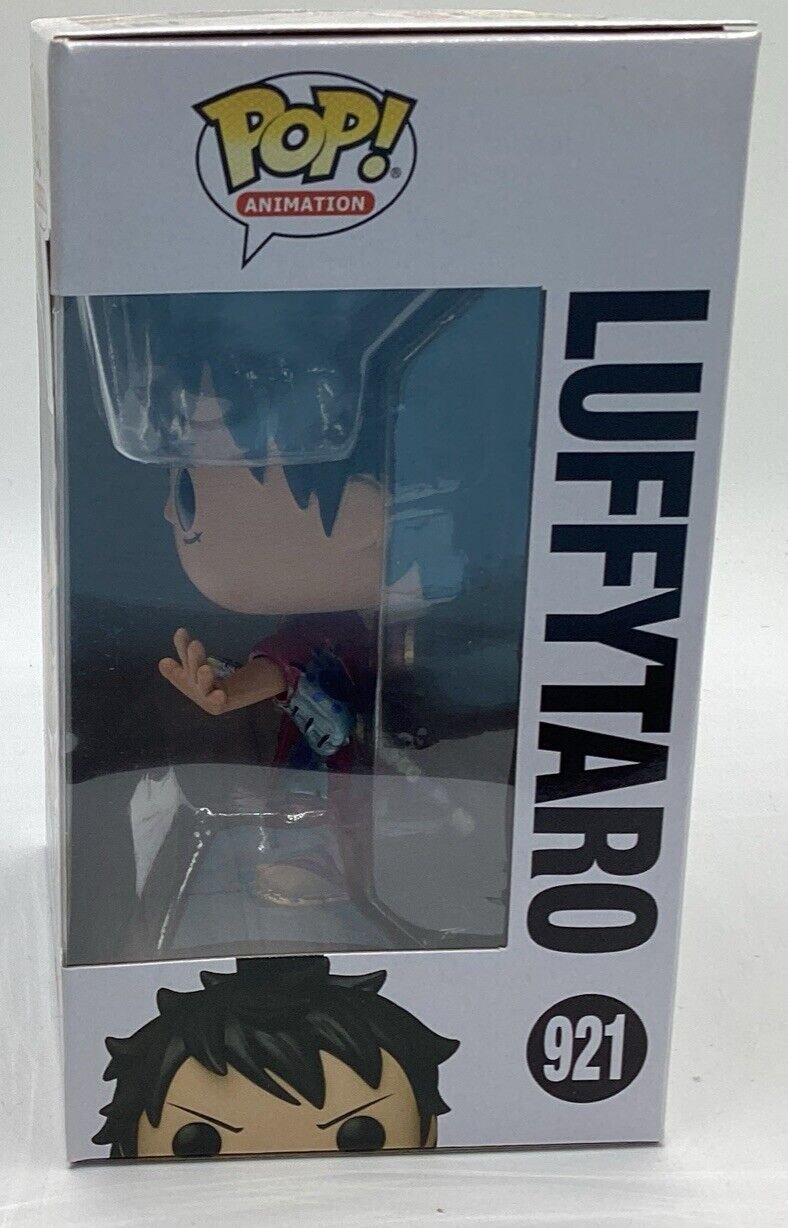 POP!®
ANIMATION
LUFFYTARO
921